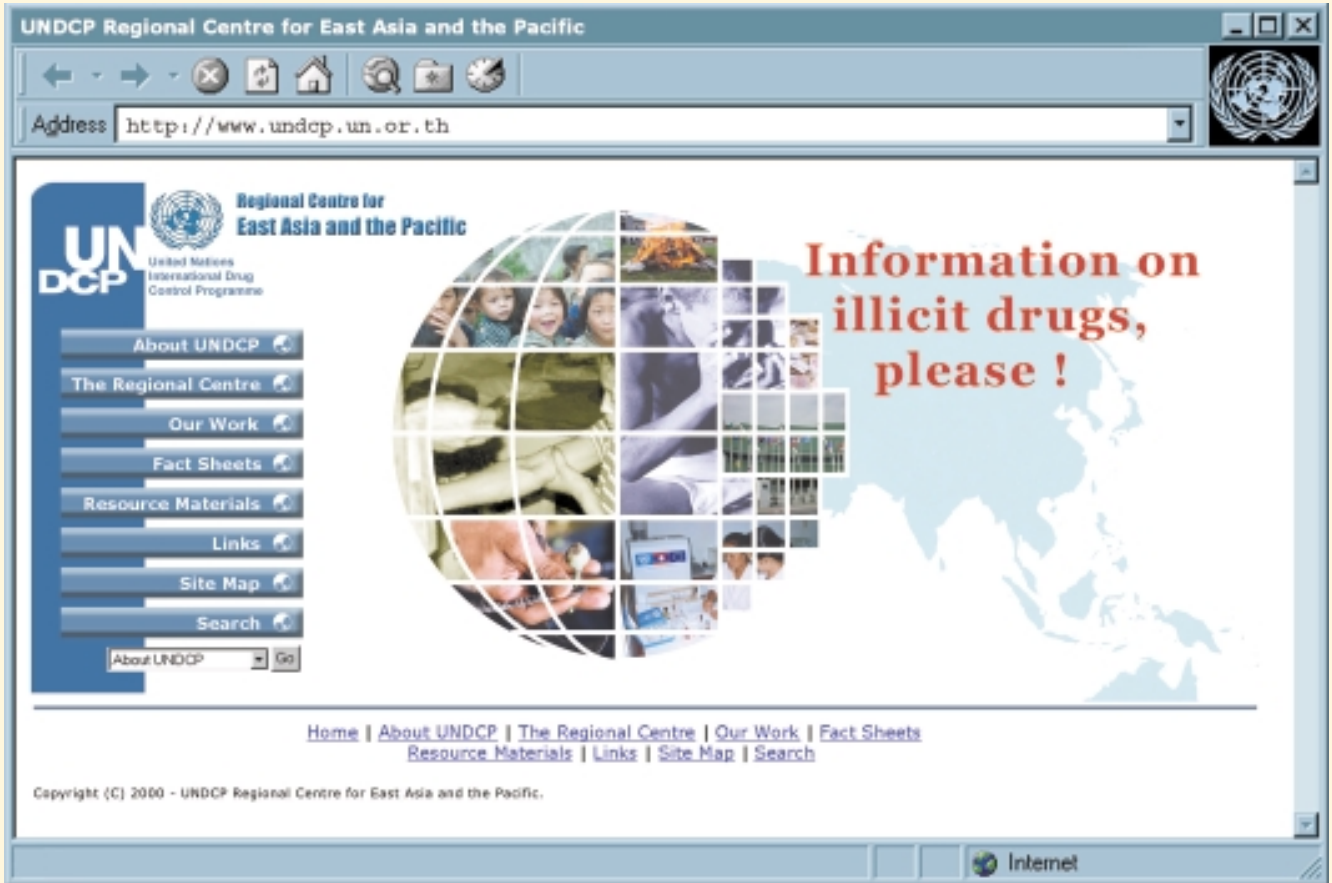 UNDCP Regional Centre for East Asia and the Pacific
Address http://www.undcp.un.or.th
UN
DCP
Regional Centre for
East Asia and the Pacific
United Nations
International Drug
Control Programme
Information on
illicit drugs,
please !
About UNDCP
The Regional Centre
Our Work
Fact Sheets
Resource Materials
Links
Site Map
Search
About UNDCP Go
Home | About UNDCP | The Regional Centre | Our Work | Fact Sheets
Resource Materials | Links | Site Map | Search
Copyright (C) 2000 - UNDCP Regional Centre for East Asia and the Pacific.
Internet